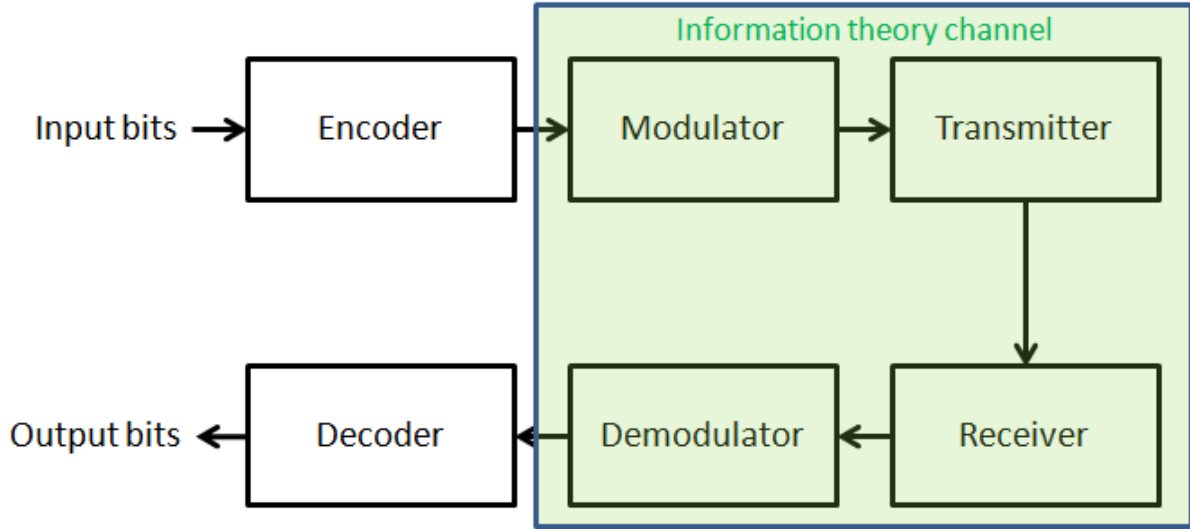 Information theory channel
Input bits
Encoder
Modulator
Transmitter
Output bits
Decoder
Demodulator
Receiver